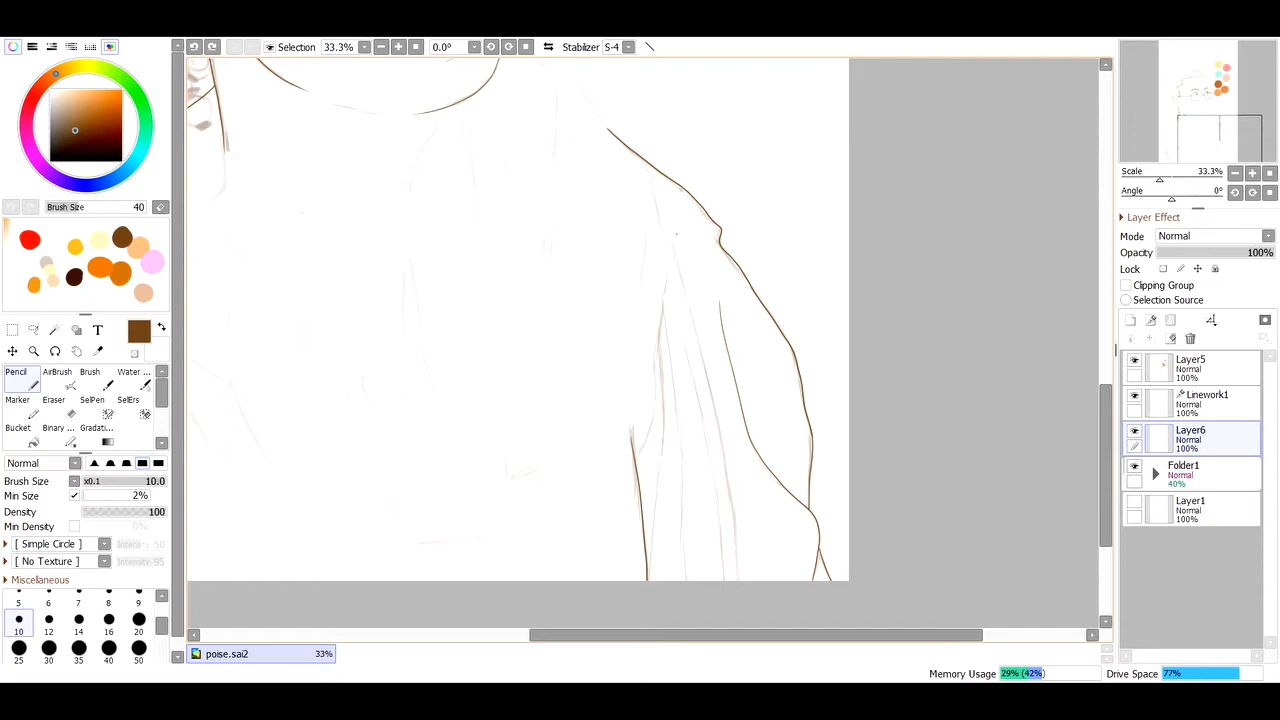 Selection 33.3% 0.0° Stabilizer S-4
Brush Size 40
T
Pencil AirBrush Brush Water ...
Marker Eraser SelPen SelErs
Bucket Binary ... Gradati...
Normal
Brush Size x0.1 10.0
Min Size 2%
Density 100
Min Density 0%
[ Simple Circle ] Intensity 50
[ No Texture ] Intensity 95
Miscellaneous
5 6 7 8 9
10 12 14 16 20
25 30 35 40 50
poise.sai2 33%
Memory Usage 29% (42%) Drive Space 77%
Scale 33.3%
Angle 0°
Layer Effect
Mode Normal
Opacity 100%
Lock
Clipping Group
Selection Source
Layer5
Normal
100%
Linework1
Normal
100%
Layer6
Normal
100%
Folder1
Normal
40%
Layer1
Normal
100%